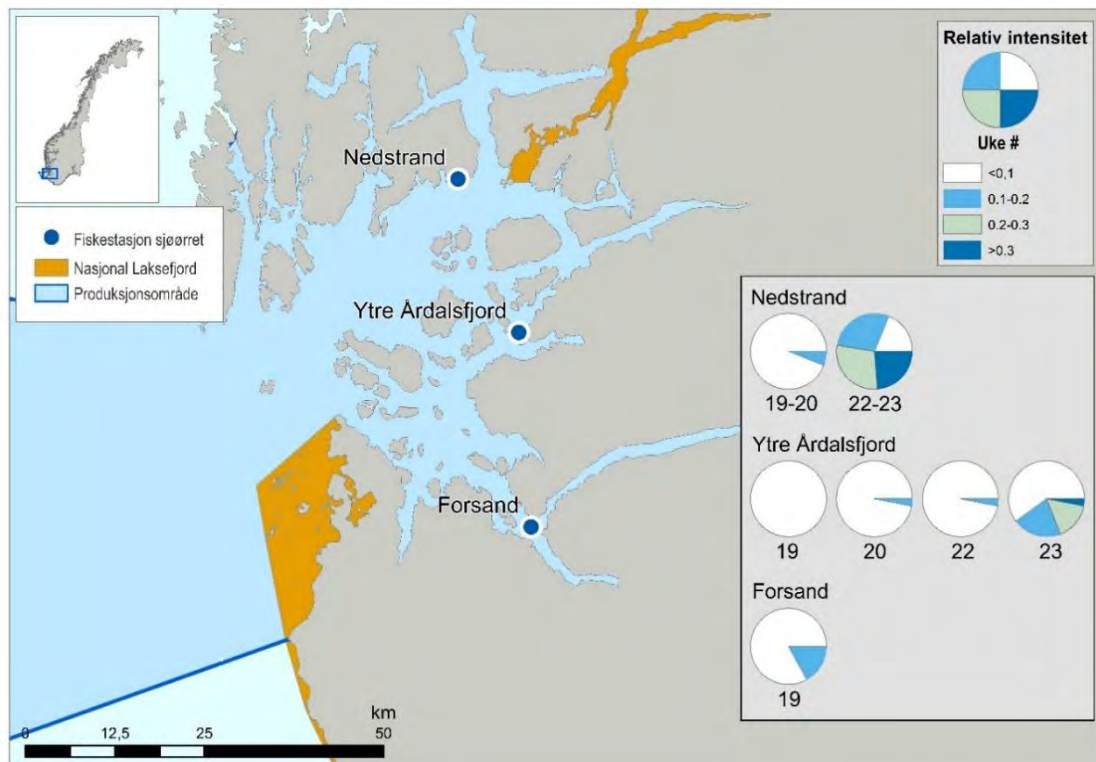 Fiskestasjon sjøørret
Nasjonal Laksefjord
Produksjonsområde
Nedstrand
Ytre Årdalsfjord
Forsand
km
0 12,5 25 50
Relativ intensitet
Uke #
<0,1
0.1-0.2
0.2-0.3
>0.3
Nedstrand
19-20 22-23
Ytre Årdalsfjord
19 20 22 23
Forsand
19